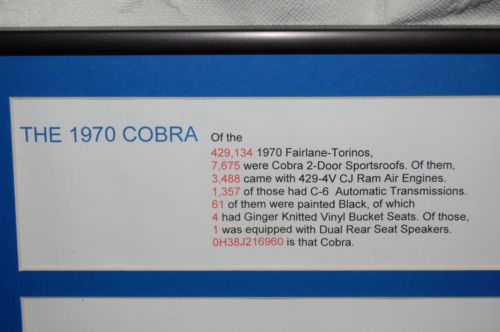 THE 1970 COBRA
Of the
429,134 1970 Fairlane-Torinos,
7,675 were Cobra 2-Door Sportsroofs. Of them,
3,488 came with 429-4V CJ Ram Air Engines.
1,357 of those had C-6 Automatic Transmissions.
61 of them were painted Black, of which
4 had Ginger Knitted Vinyl Bucket Seats. Of those,
1 was equipped with Dual Rear Seat Speakers.
0H38J216960 is that Cobra.